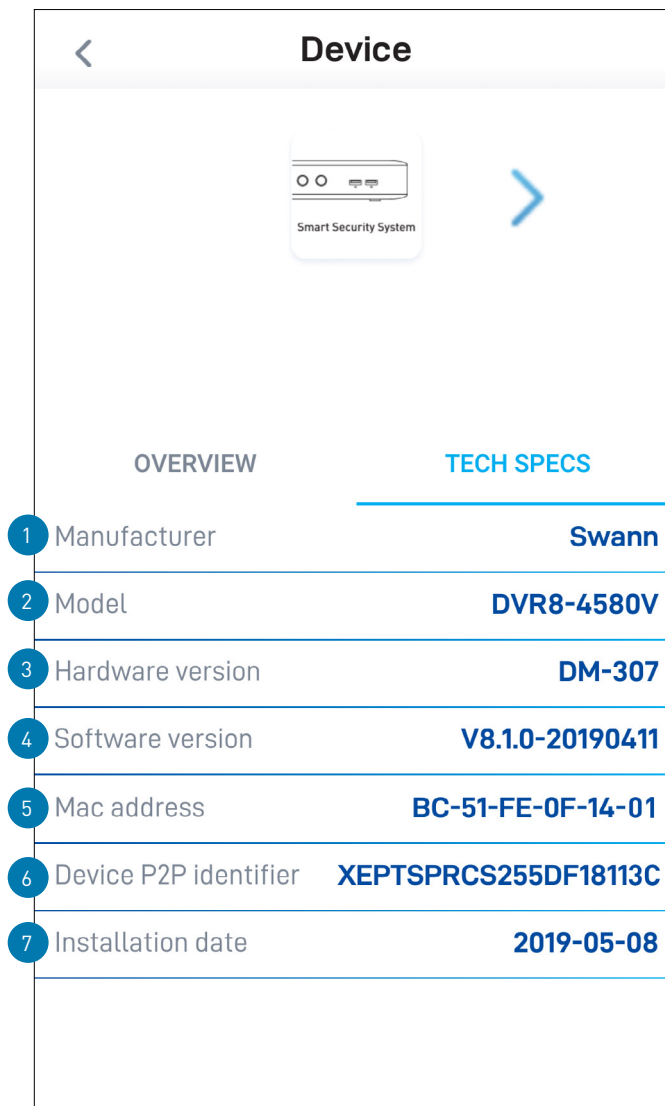 Device
Smart Security System
OVERVIEW TECH SPECS
1 Manufacturer Swann
2 Model DVR8-4580V
3 Hardware version DM-307
4 Software version V8.1.0-20190411
5 Mac address BC-51-FE-0F-14-01
6 Device P2P identifier XEPTSPRCS255DF18113C
7 Installation date 2019-05-08